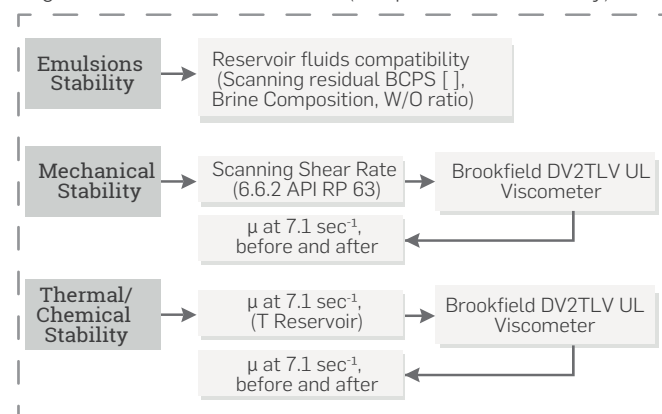 Emulsions
Stability
Reservoir fluids compatibility
(Scanning residual BCPS [ ],
Brine Composition, W/O ratio)
Mechanical
Stability
Scanning Shear Rate
(6.6.2 API RP 63)
Brookfield DV2TLV UL
Viscometer
μ at 7.1 sec⁻¹,
before and after
Thermal/
Chemical
Stability
μ at 7.1 sec⁻¹,
(T Reservoir)
Brookfield DV2TLV UL
Viscometer
μ at 7.1 sec⁻¹,
before and after